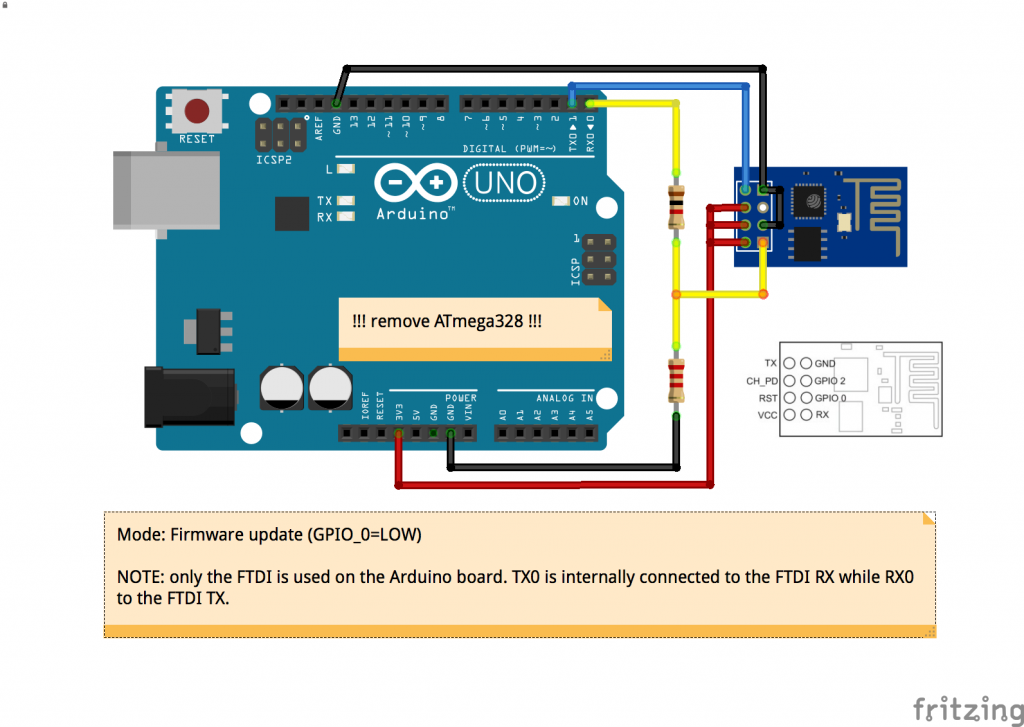 RESET
ICSP2
AREF
GND
13
12
~11
~10
~9
8
7
~6
~5
4
~3
2
TX0▶1
RX0◀0
DIGITAL (PWM=~)
L
TX
RX
Arduino™
UNO
ON
1
ICSP
!!! remove ATmega328 !!!
IOREF
RESET
3V3
5V
GND
GND
VIN
POWER
ANALOG IN
A0
A1
A2
A3
A4
A5
TX GND
CH_PD GPIO 2
RST GPIO 0
VCC RX
Mode: Firmware update (GPIO_0=LOW)
NOTE: only the FTDI is used on the Arduino board. TX0 is internally connected to the FTDI RX while RX0
to the FTDI TX.
fritzing